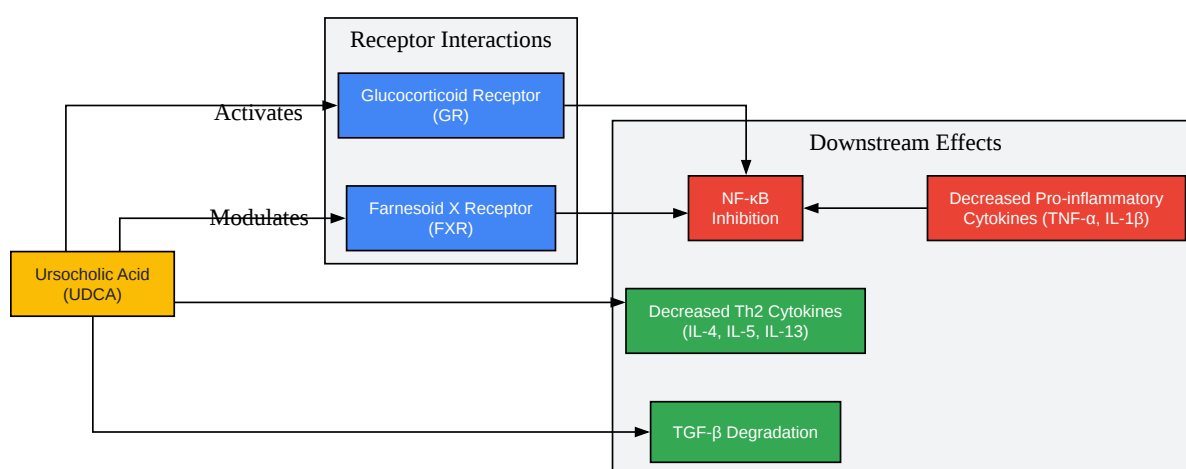 Receptor Interactions
Glucocorticoid Receptor
(GR)
Activates
Downstream Effects
Farnesoid X Receptor
(FXR)
Modulates
NF-κB
Inhibition
Decreased Pro-inflammatory
Cytokines (TNF-α, IL-1β)
Ursocholic Acid
(UDCA)
Decreased Th2 Cytokines
(IL-4, IL-5, IL-13)
TGF-β Degradation